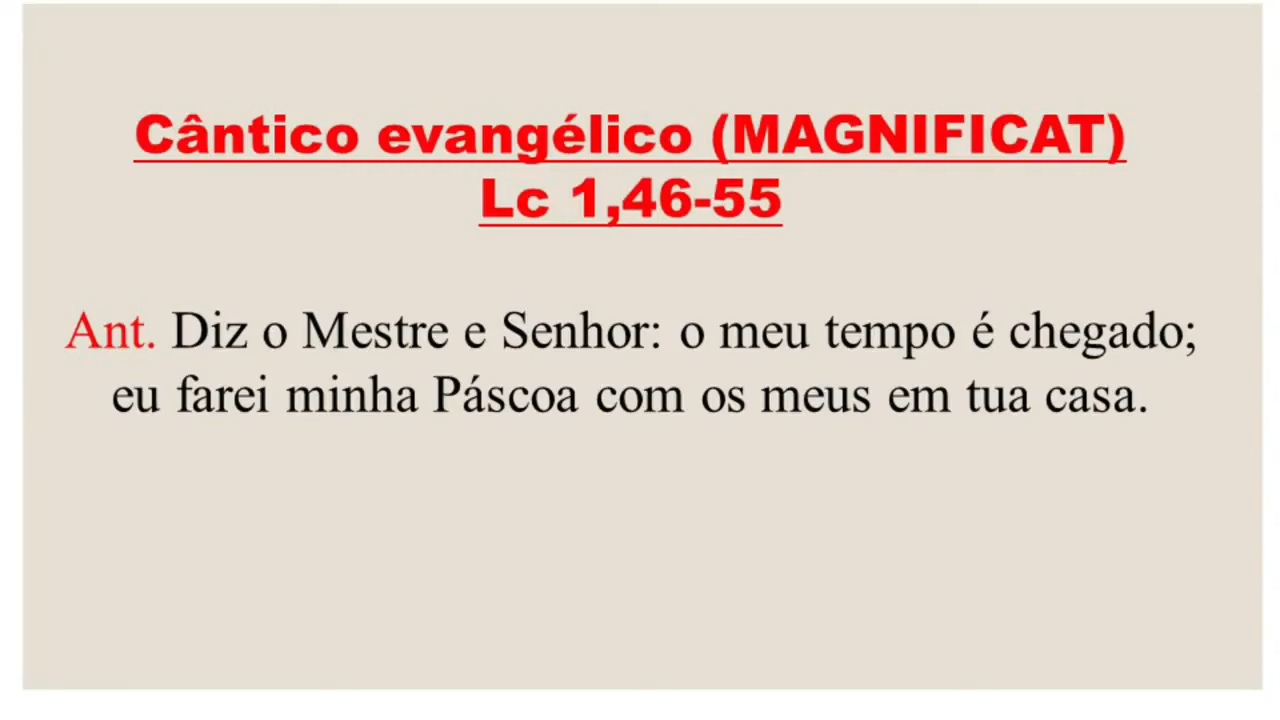 Cântico evangélico (MAGNIFICAT)
Lc 1,46-55
Ant. Diz o Mestre e Senhor: o meu tempo é chegado;
eu farei minha Páscoa com os meus em tua casa.